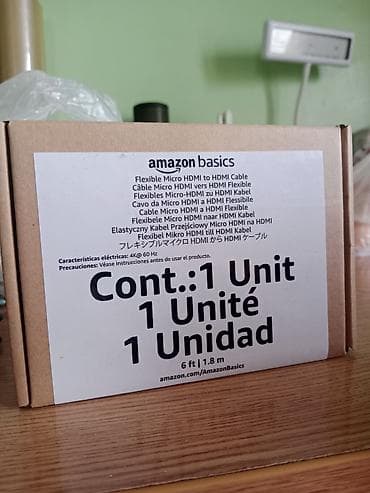 amazon basics
Flexible Micro HDMI to HDMI Cable
Câble Micro HDMI vers HDMI Flexible
Flexibles Micro-HDMI zu HDMI Kabel
Cavo da Micro HDMI a HDMI Flessibile
Cable Micro HDMI a HDMI Flexible
Flexibele Micro HDMI naar HDMI Kabel
Elastyczny Kabel Przejściowy Micro HDMI na HDMI
Flexibel Mikro HDMI till HDMI Kabel
フレキシブルマイクロ HDMI から HDMI ケーブル
Características eléctricas: 4K@ 60 Hz
Precauciones: Véase instrucciones antes de usar el producto.
Cont.:1 Unit
1 Unité
1 Unidad
6 ft | 1.8 m
amazon.com/AmazonBasics